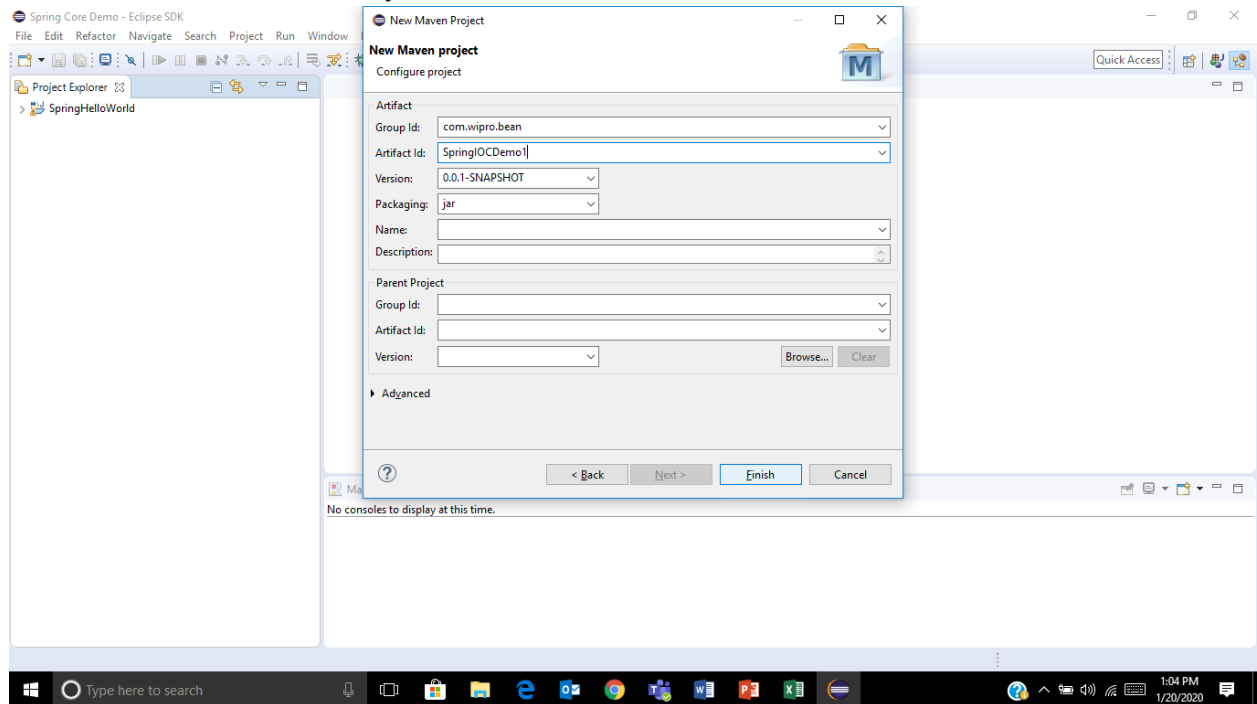 Spring Core Demo - Eclipse SDK
File Edit Refactor Navigate Search Project Run Window
Quick Access
Project Explorer
SpringHelloWorld
New Maven Project
New Maven project
Configure project
M
Artifact
Group Id: com.wipro.bean
Artifact Id: SpringIOCDemo1
Version: 0.0.1-SNAPSHOT
Packaging: jar
Name:
Description:
Parent Project
Group Id:
Artifact Id:
Version:
Browse... Clear
Advanced
< Back Next > Finish Cancel
Ma
No consoles to display at this time.
Type here to search
1:04 PM
1/20/2020